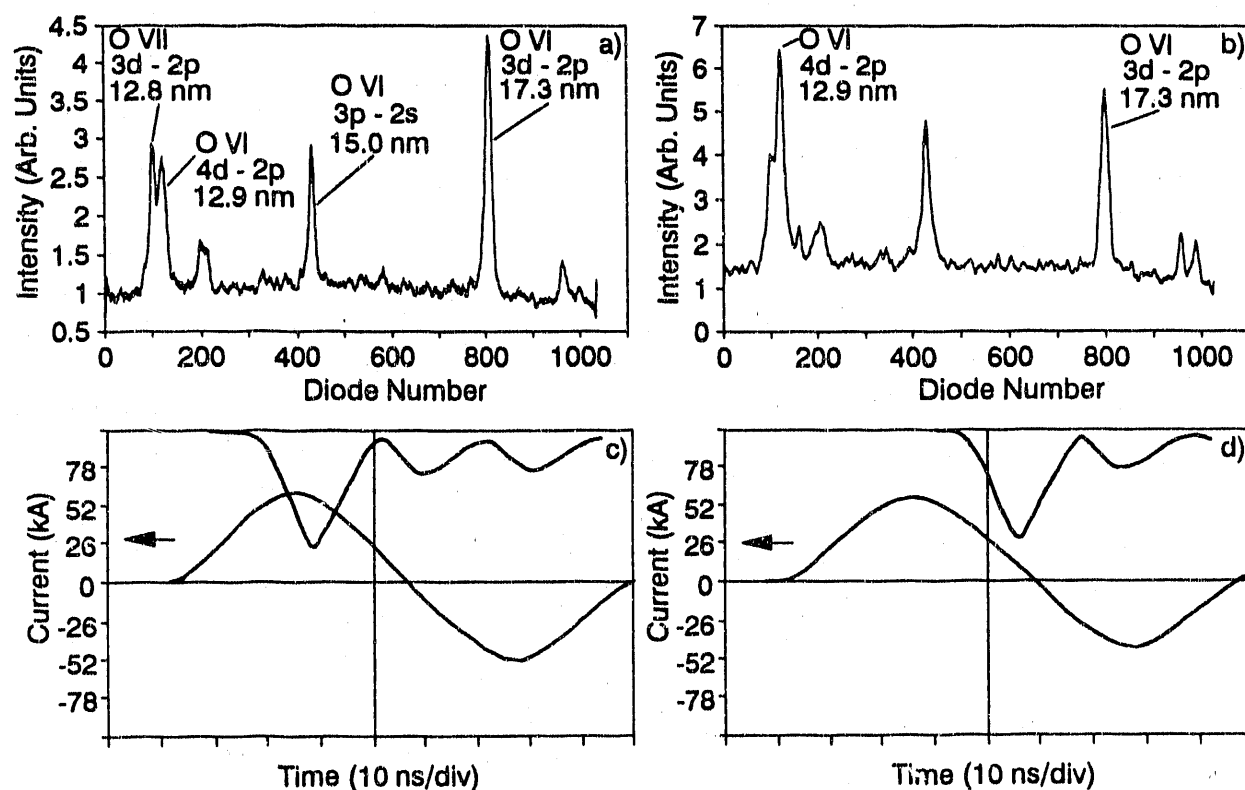 4.5
4
3.5
3
2.5
2
1.5
1
0.5
Intensity (Arb. Units)
O VII
3d - 2p
12.8 nm
O VI
4d - 2p
12.9 nm
O VI
3p - 2s
15.0 nm
O VI
3d - 2p
17.3 nm
a)
0 200 400 600 800 1000
Diode Number
7
6
5
4
3
2
1
0
Intensity (Arb. Units)
O VI
4d - 2p
12.9 nm
O VI
3d - 2p
17.3 nm
b)
0 200 400 600 800 1000
Diode Number
78
52
26
0
-26
-52
-78
Current (kA)
c)
Time (10 ns/div)
78
52
26
0
-26
-52
-78
Current (kA)
d)
Time (10 ns/div)